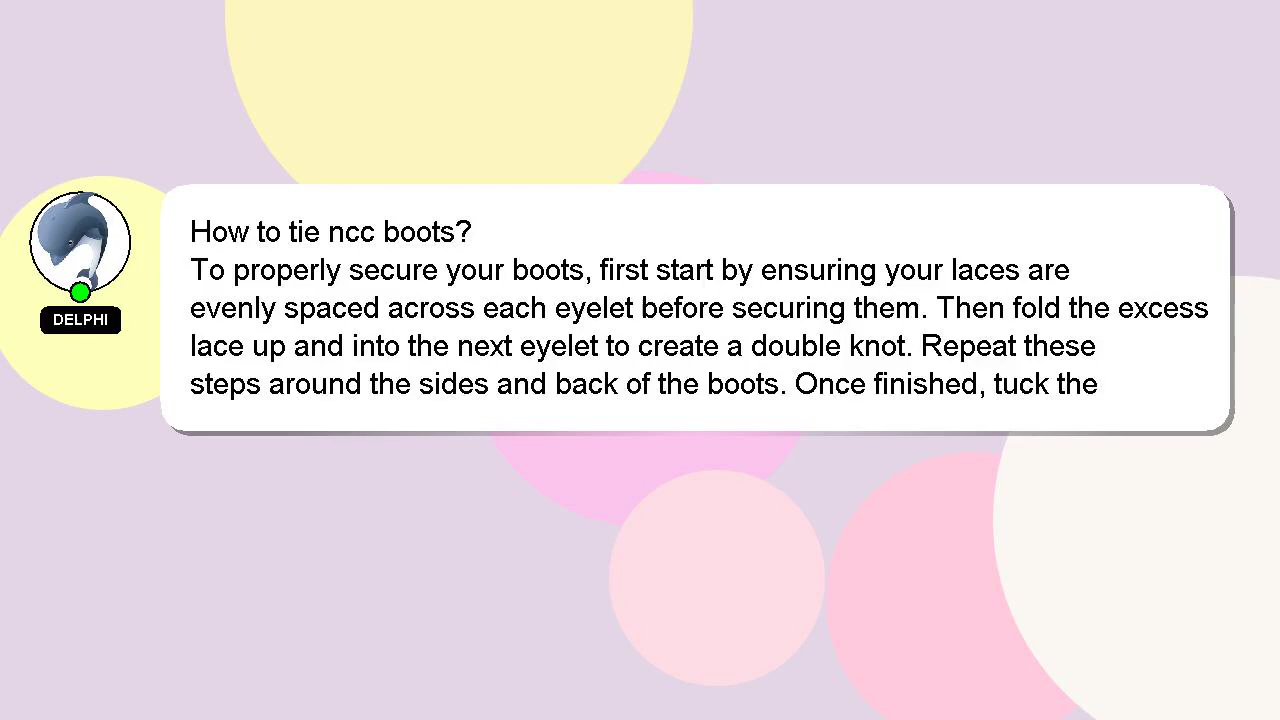 How to tie ncc boots?
To properly secure your boots, first start by ensuring your laces are
evenly spaced across each eyelet before securing them. Then fold the excess
lace up and into the next eyelet to create a double knot. Repeat these
steps around the sides and back of the boots. Once finished, tuck the
DELPHI